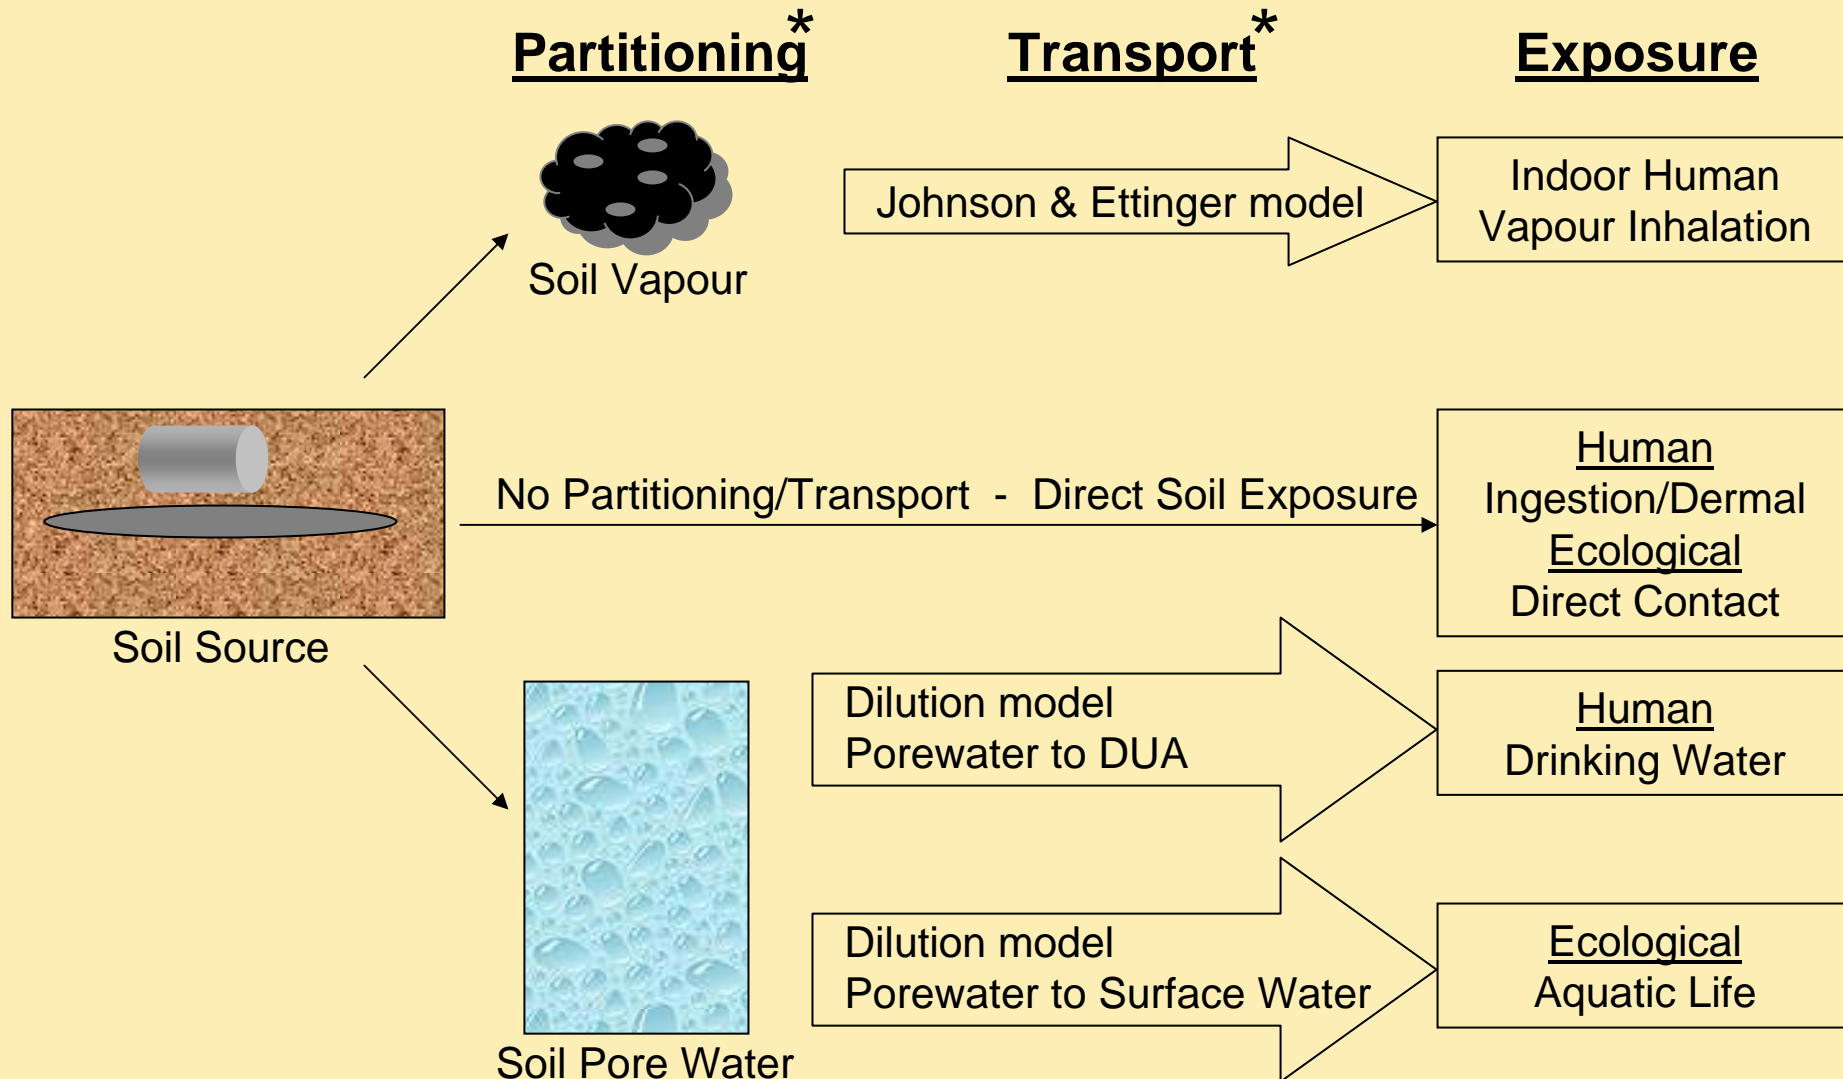 Partitioning*
Transport*
Exposure
Soil Vapour
Johnson & Ettinger model
Indoor Human
Vapour Inhalation
Soil Source
No Partitioning/Transport - Direct Soil Exposure
Human
Ingestion/Dermal
Ecological
Direct Contact
Soil Pore Water
Dilution model
Porewater to DUA
Human
Drinking Water
Dilution model
Porewater to Surface Water
Ecological
Aquatic Life